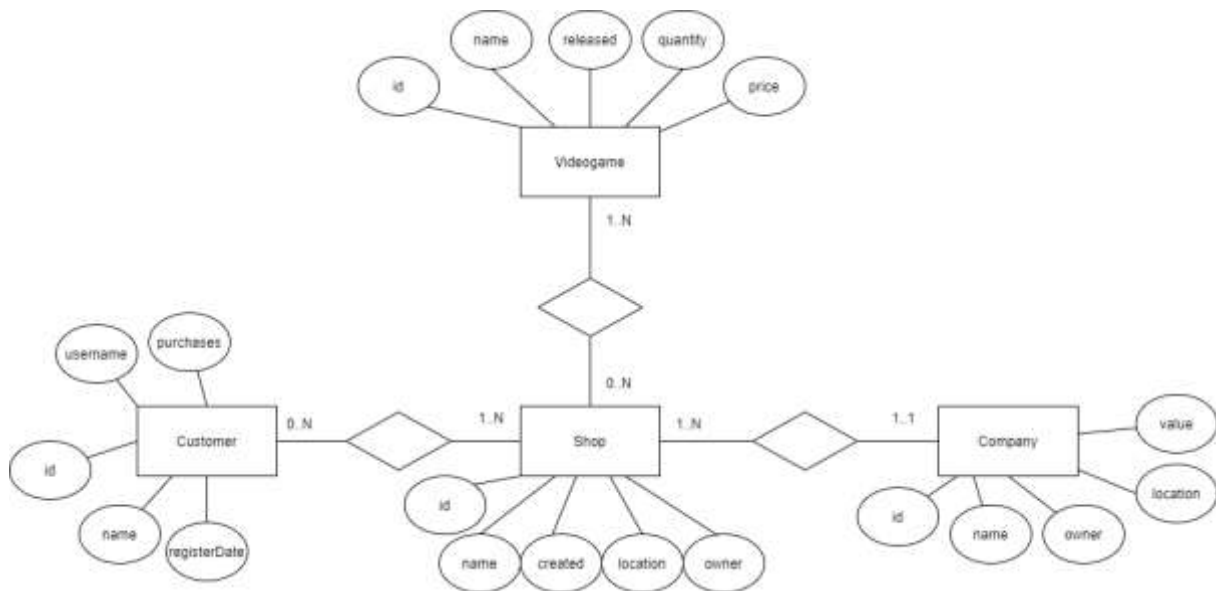 name
released
quantity
id
price
Videogame
1..N
purchases
username
0..N
0..N
1..N
1..N
1..1
value
Customer
Shop
Company
id
location
id
id
name
owner
name
registerDate
name
created
location
owner